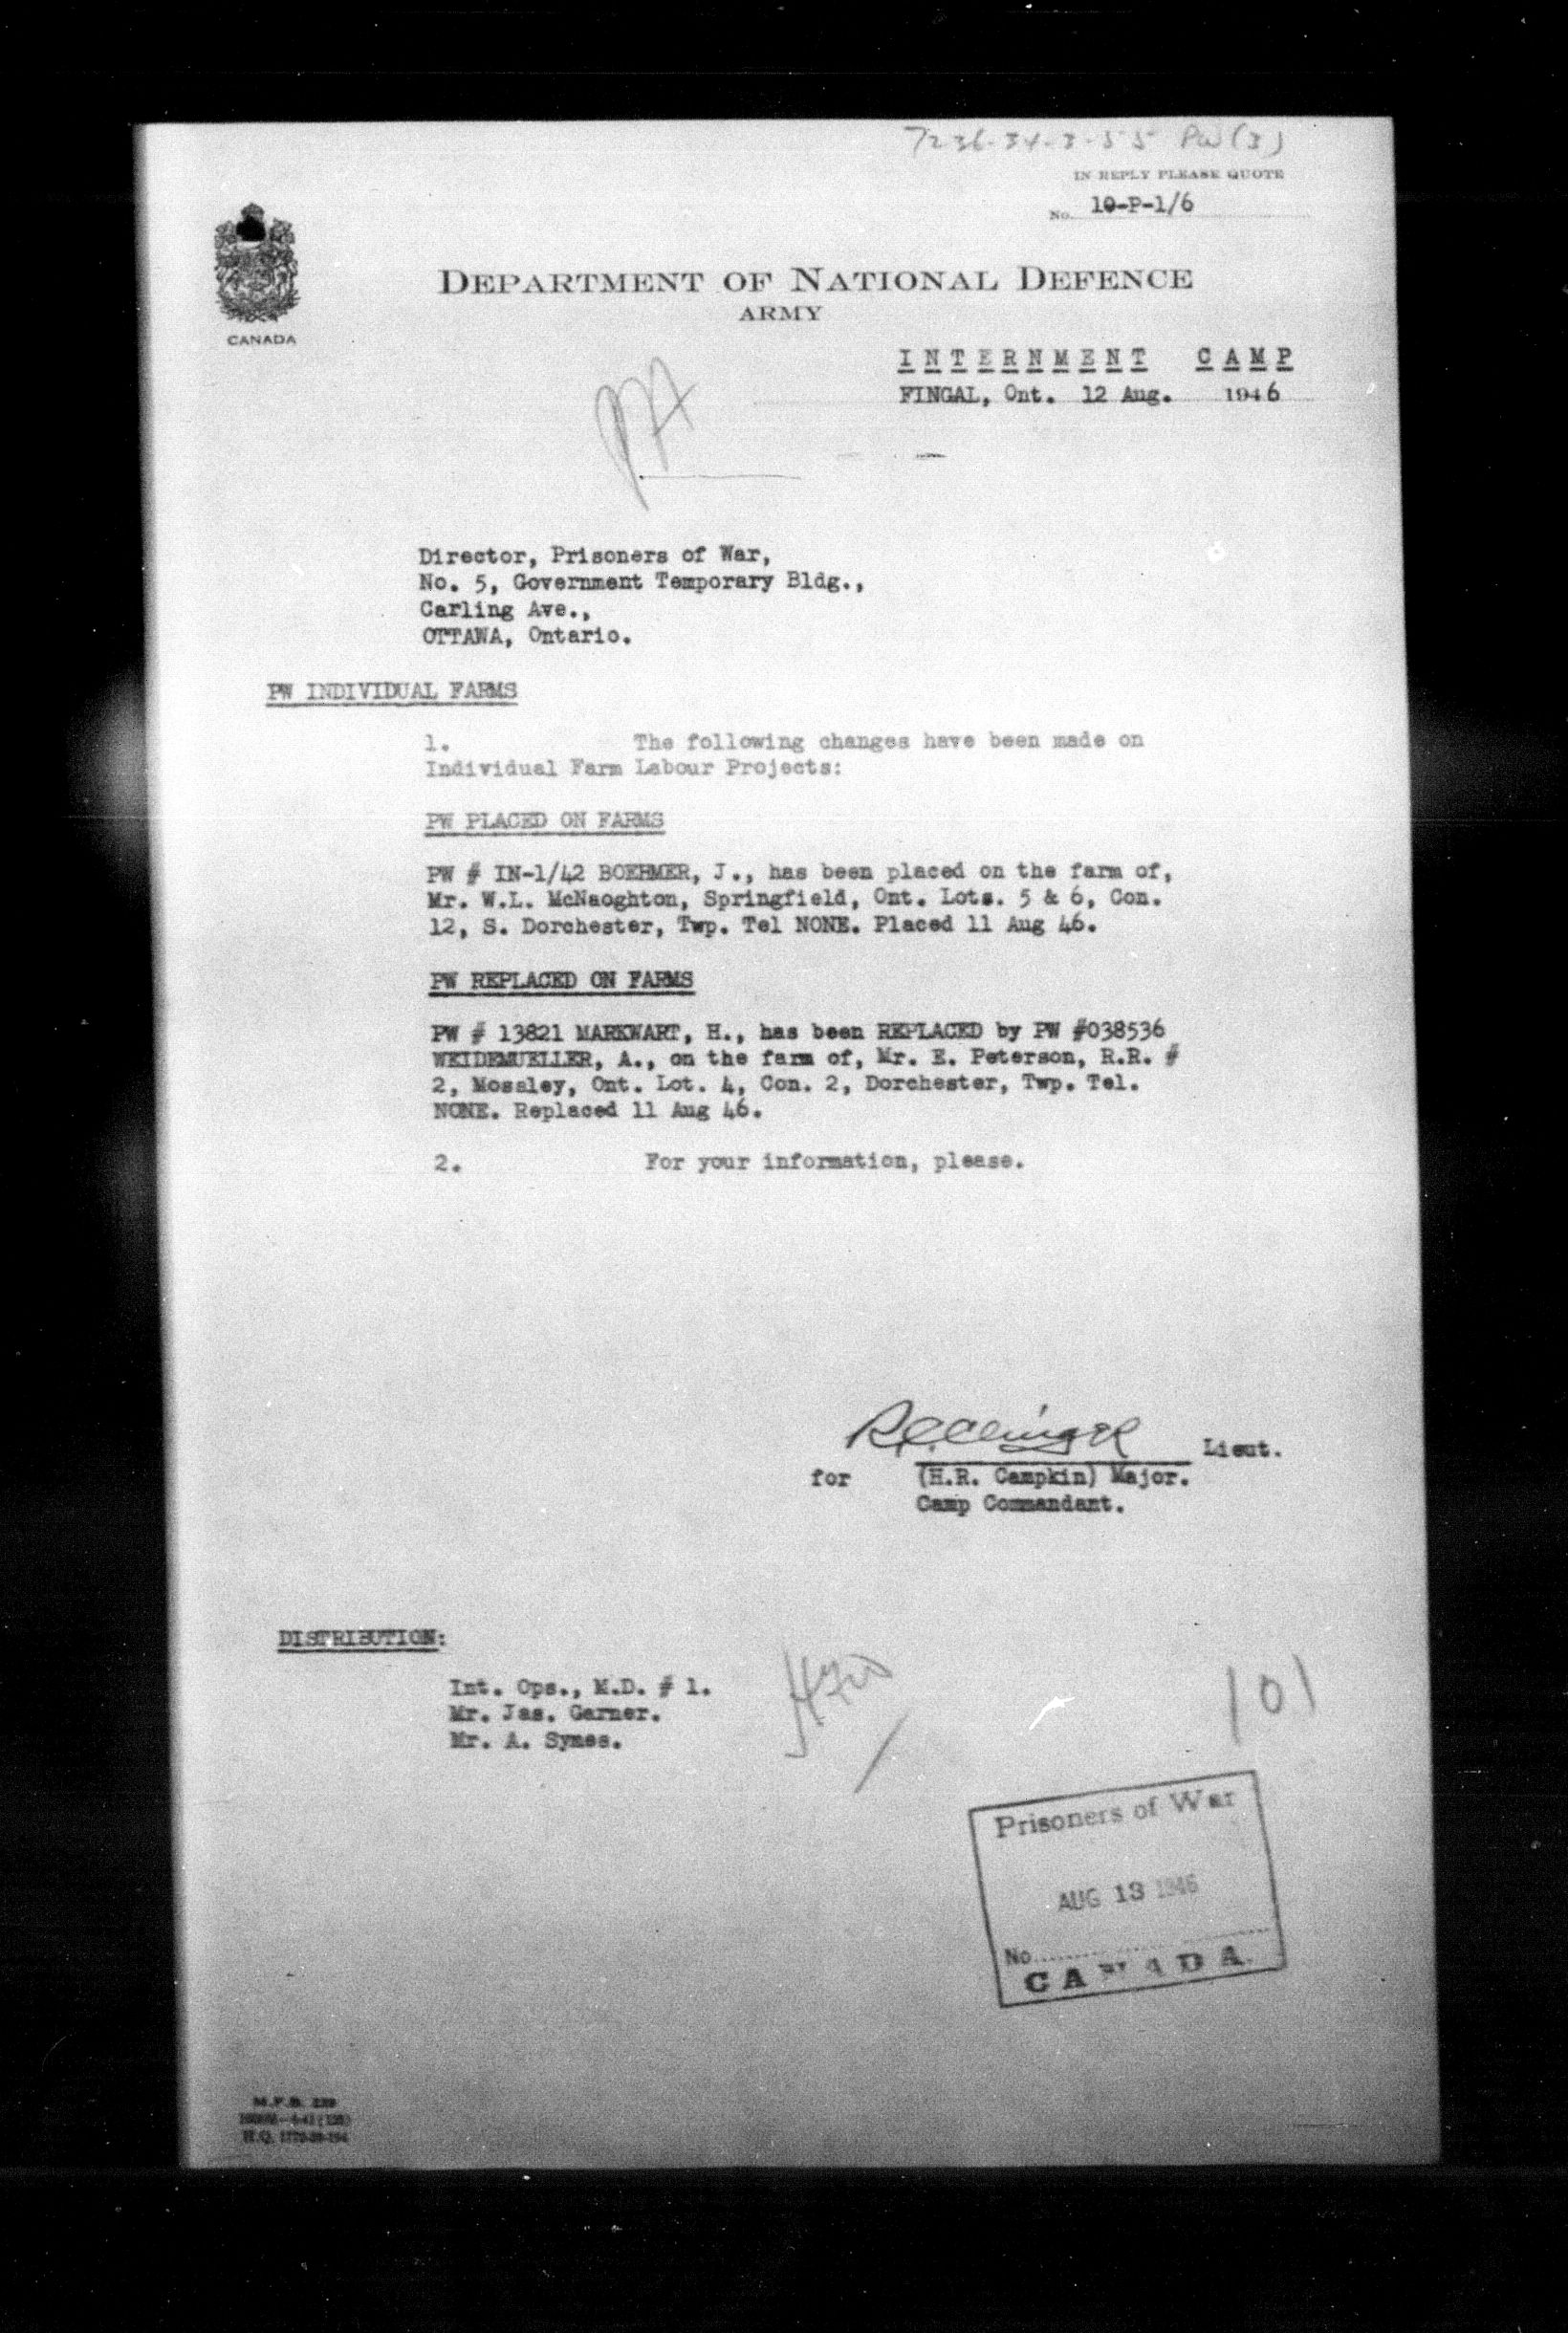 7236-34-3-55 PW(3)
IN REPLY PLEASE QUOTE
No. 10-P-1/6
DEPARTMENT OF NATIONAL DEFENCE
ARMY
CANADA
INTERNMENT CAMP
FINGAL, Ont. 12 Aug. 1946
Director, Prisoners of War,
No. 5, Government Temporary Bldg.,
Carling Ave.,
OTTAWA, Ontario.
PW INDIVIDUAL FARMS
1. The following changes have been made on
Individual Farm Labour Projects:
PW PLACED ON FARMS
PW # IN-1/42 BOEHMER, J., has been placed on the farm of,
Mr. W.L. McNaoghton, Springfield, Ont. Lots. 5 & 6, Con.
12, S. Dorchester, Twp. Tel NONE. Placed 11 Aug 46.
PW REPLACED ON FARMS
PW # 13821 MARKWART, H., has been REPLACED by PW #038536
WEIDEMUELLER, A., on the farm of, Mr. E. Peterson, R.R. #
2, Mossley, Ont. Lot. 4, Con. 2, Dorchester, Twp. Tel.
NONE. Replaced 11 Aug 46.
2. For your information, please.
Lieut.
for (H.R. Campkin) Major.
Camp Commandant.
DISTRIBUTION:
Int. Ops., M.D. # 1.
Mr. Jas. Garner.
Mr. A. Symes.
101
Prisoners of War
AUG 13 1946
No.
CANADA
H.Q.